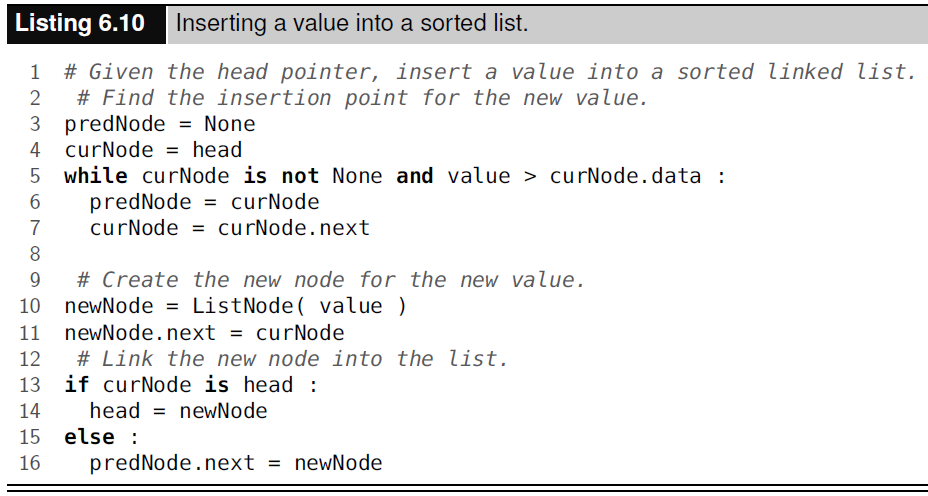 Listing 6.10 Inserting a value into a sorted list.
1 # Given the head pointer, insert a value into a sorted linked list.
2 # Find the insertion point for the new value.
3 predNode = None
4 curNode = head
5 while curNode is not None and value > curNode.data :
6 predNode = curNode
7 curNode = curNode.next
8
9 # Create the new node for the new value.
10 newNode = ListNode( value )
11 newNode.next = curNode
12 # Link the new node into the list.
13 if curNode is head :
14 head = newNode
15 else :
16 predNode.next = newNode